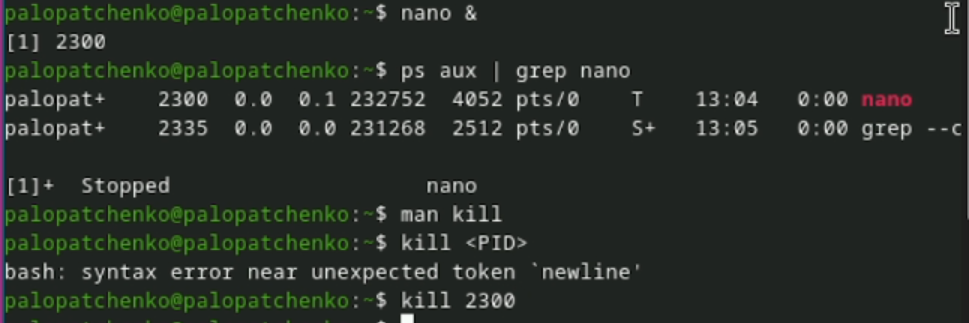 palopatchenko@palopatchenko:~$ nano &
[1] 2300
palopatchenko@palopatchenko:~$ ps aux | grep nano
palopat+    2300  0.0  0.1 232752  4052 pts/0    T    13:04   0:00 nano
palopat+    2335  0.0  0.0 231268  2512 pts/0    S+   13:05   0:00 grep --c
[1]+  Stopped                 nano
palopatchenko@palopatchenko:~$ man kill
palopatchenko@palopatchenko:~$ kill <PID>
bash: syntax error near unexpected token `newline'
palopatchenko@palopatchenko:~$ kill 2300